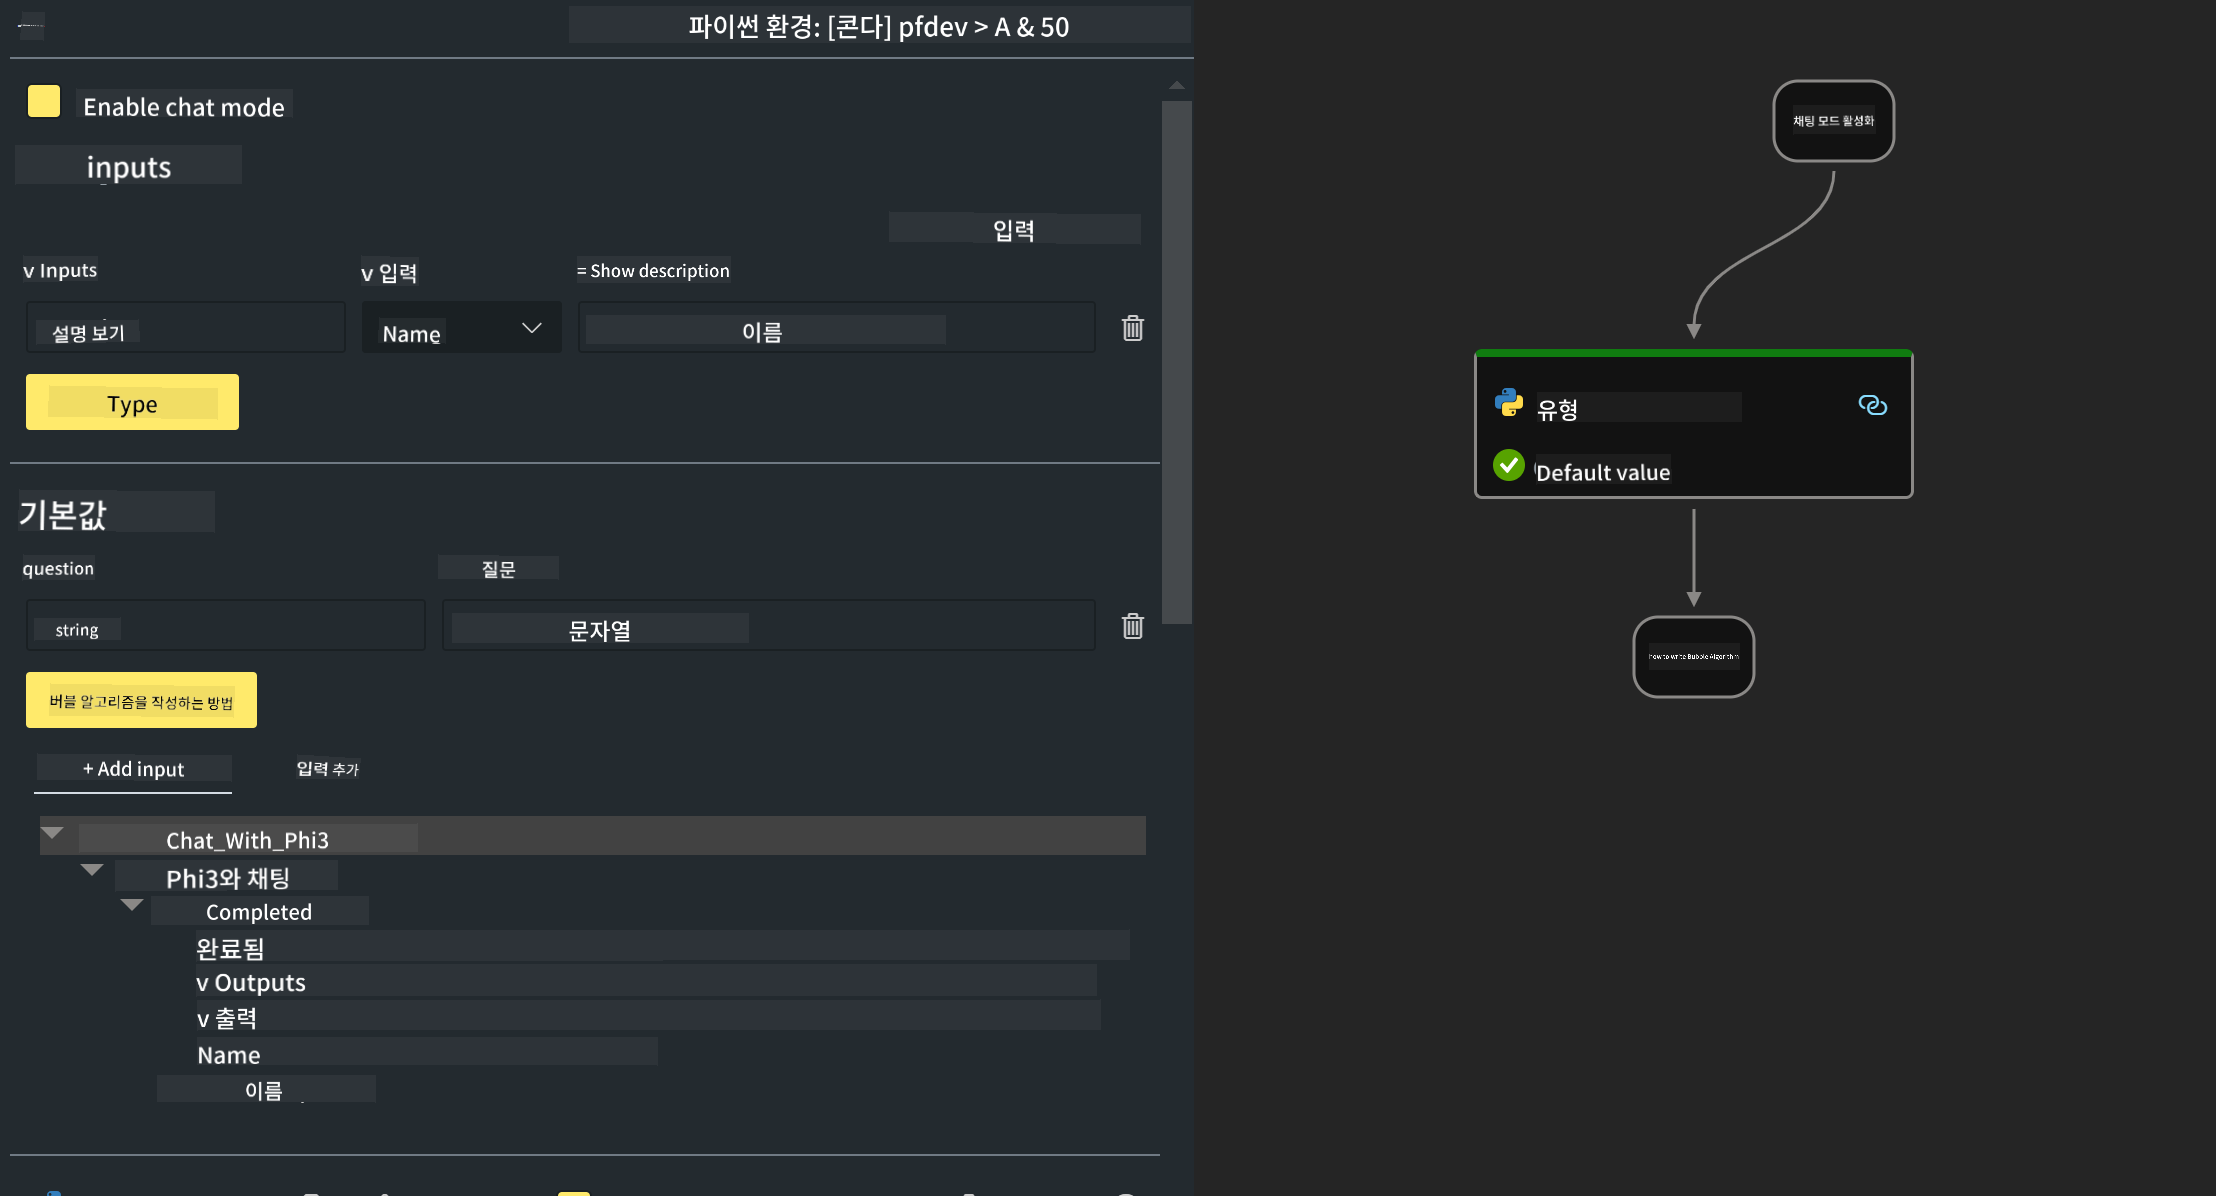 파이썬 환경: [콘다] pfdev > A & 50
Enable chat mode
inputs
입력
v Inputs
v 입력
= Show description
설명 보기
Name
이름
Type
기본값
question
질문
string
문자열
버블 알고리즘을 작성하는 방법
+ Add input
입력 추가
Chat_With_Phi3
Phi3와 채팅
Completed
완료됨
v Outputs
v 출력
Name
이름
채팅 모드 활성화
유형
Default value
how to write Bubble Algorithm